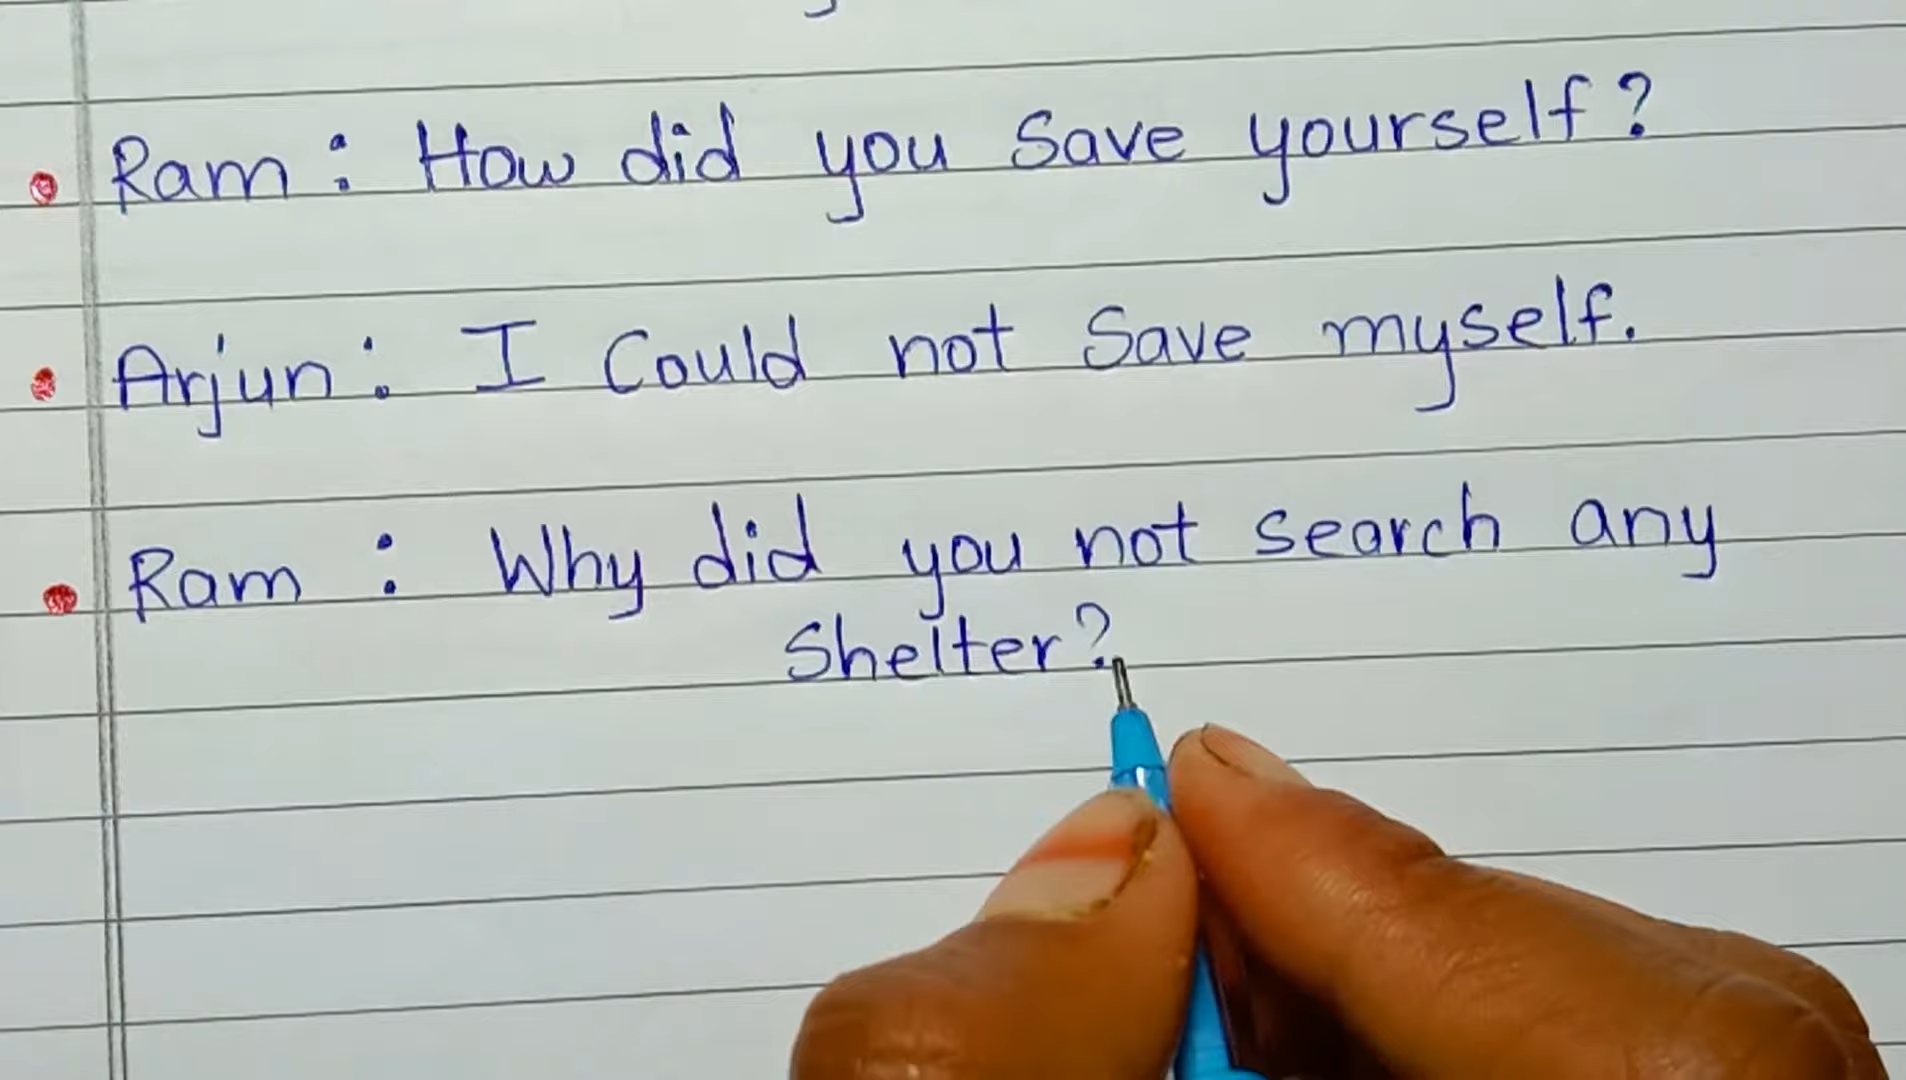 Ram : How did you Save yourself?
Arjun : I Could not Save myself.
Ram : Why did you not search any
Shelter?